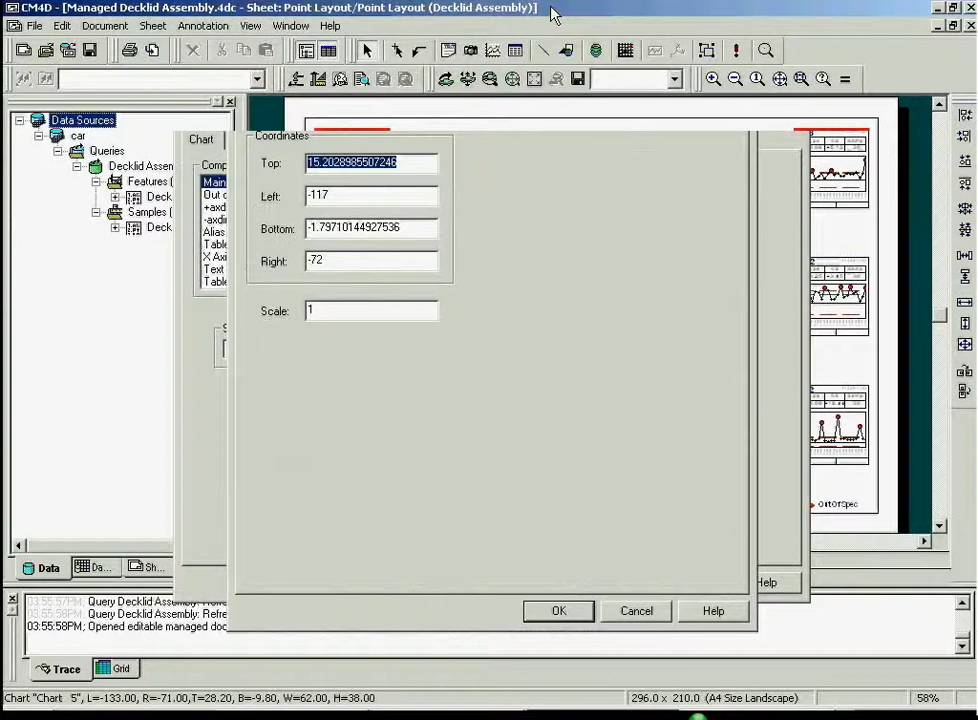 CM4D - [Managed Decklid Assembly.4dc - Sheet: Point Layout/Point Layout (Decklid Assembly)]
File Edit Document Sheet Annotation View Window Help
Data Sources
car
Queries
Decklid Assem
Features (
Deck
Samples (
Deck
Chart
Comp
Main
Out o
+axd
-axdi
Alias
Table
X Axi
Text
Table
Coordinates
Top: 15.2028985507246
Left: -117
Bottom: -1.79710144927536
Right: -72
Scale: 1
OutOfSpec
Help
OK Cancel Help
Data Da... Sh...
03:55:57PM; Query Decklid Assembly: Refre
03:55:58PM; Query Decklid Assembly: Refre
03:55:58PM; Opened editable managed doc
Trace Grid
Chart "Chart 5", L=-133.00, R=-71.00, T=28.20, B=-9.80, W=62.00, H=38.00 296.0 x 210.0 (A4 Size Landscape) 58%